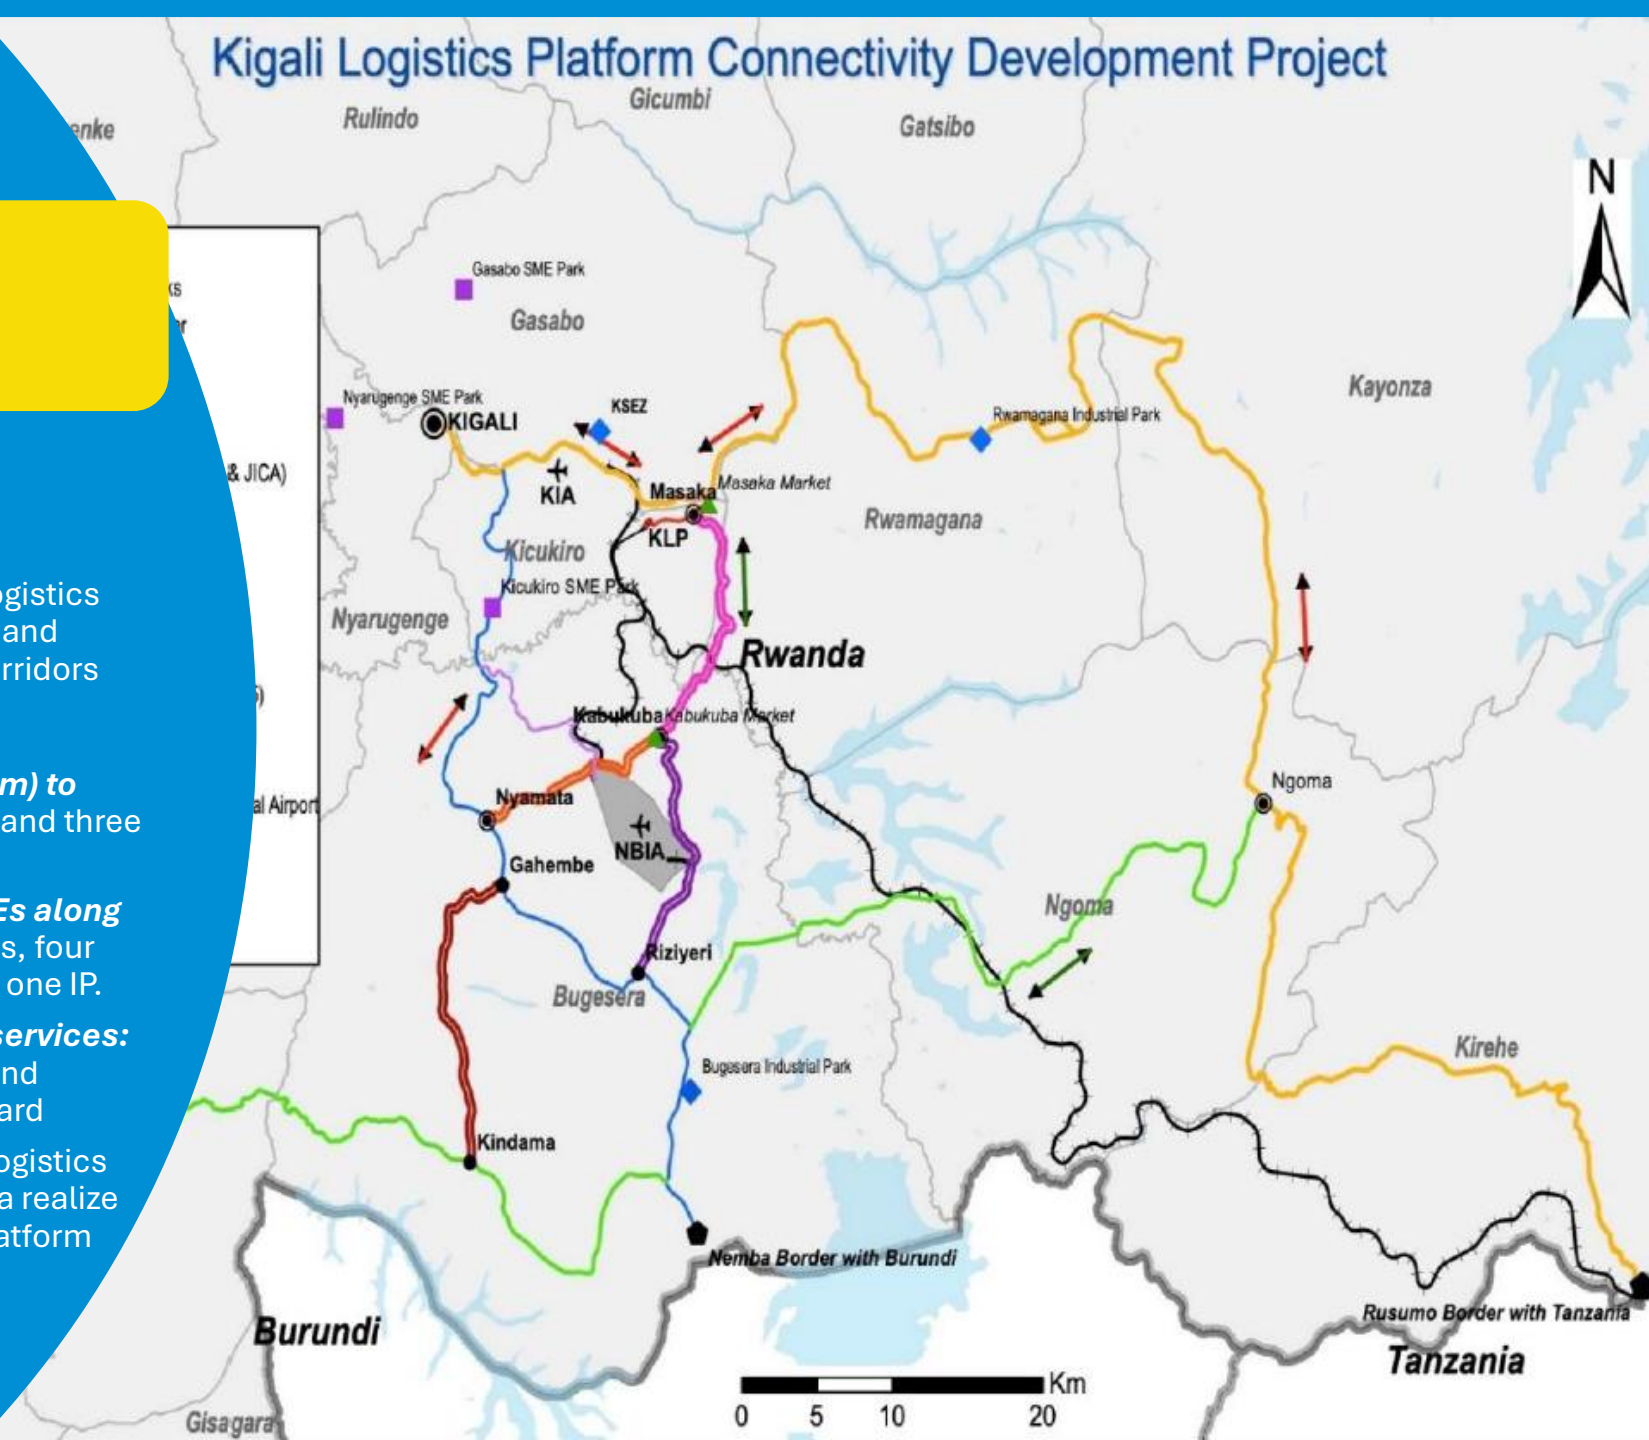 Kigali Logistics Platform Connectivity Development Project
Gicumbi
Rulindo
Gatsibo
enke
N
Gasabo SME Park
ks
Gasabo
r
Kayonza
Nyarugenge SME Park
KSEZ
Rwamagana Industrial Park
KIGALI
& JICA)
KIA
Masaka
Masaka Market
Rwamagana
KLP
Kicukiro
Kicukiro SME Park
ogistics
Nyarugenge
and
Rwanda
rridors
)
Kabukuba
Kabukuba Market
m) to
Ngoma
Nyamata
al Airport
and three
NBIA
Gahembe
Es along
Ngoma
s, four
Riziyeri
one IP.
Bugesera
services:
Kirehe
nd
Bugesera Industrial Park
ard
Kindama
ogistics
a realize
atform
Nemba Border with Burundi
Rusumo Border with Tanzania
Burundi
Tanzania
Km
0 5 10 20
Gisagara